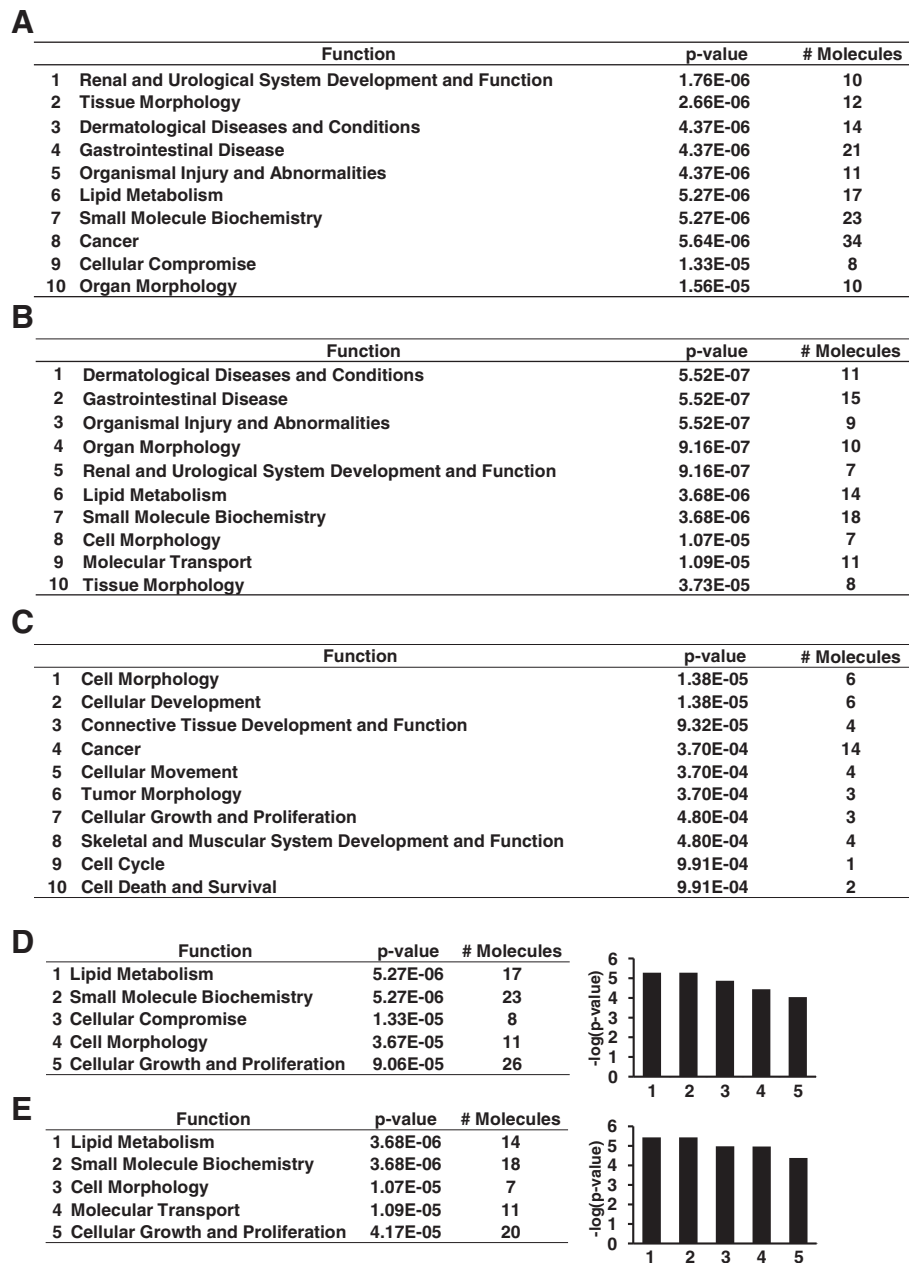 A
Function p-value # Molecules
1 Renal and Urological System Development and Function 1.76E-06 10
2 Tissue Morphology 2.66E-06 12
3 Dermatological Diseases and Conditions 4.37E-06 14
4 Gastrointestinal Disease 4.37E-06 21
5 Organismal Injury and Abnormalities 4.37E-06 11
6 Lipid Metabolism 5.27E-06 17
7 Small Molecule Biochemistry 5.27E-06 23
8 Cancer 5.64E-06 34
9 Cellular Compromise 1.33E-05 8
10 Organ Morphology 1.56E-05 10
B
Function p-value # Molecules
1 Dermatological Diseases and Conditions 5.52E-07 11
2 Gastrointestinal Disease 5.52E-07 15
3 Organismal Injury and Abnormalities 5.52E-07 9
4 Organ Morphology 9.16E-07 10
5 Renal and Urological System Development and Function 9.16E-07 7
6 Lipid Metabolism 3.68E-06 14
7 Small Molecule Biochemistry 3.68E-06 18
8 Cell Morphology 1.07E-05 7
9 Molecular Transport 1.09E-05 11
10 Tissue Morphology 3.73E-05 8
C
Function p-value # Molecules
1 Cell Morphology 1.38E-05 6
2 Cellular Development 1.38E-05 6
3 Connective Tissue Development and Function 9.32E-05 4
4 Cancer 3.70E-04 14
5 Cellular Movement 3.70E-04 4
6 Tumor Morphology 3.70E-04 3
7 Cellular Growth and Proliferation 4.80E-04 3
8 Skeletal and Muscular System Development and Function 4.80E-04 4
9 Cell Cycle 9.91E-04 1
10 Cell Death and Survival 9.91E-04 2
D
Function p-value # Molecules
1 Lipid Metabolism 5.27E-06 17
2 Small Molecule Biochemistry 5.27E-06 23
3 Cellular Compromise 1.33E-05 8
4 Cell Morphology 3.67E-05 11
5 Cellular Growth and Proliferation 9.06E-05 26
-log(p-value)
6
5
4
3
2
1
0
1 2 3 4 5
E
Function p-value # Molecules
1 Lipid Metabolism 3.68E-06 14
2 Small Molecule Biochemistry 3.68E-06 18
3 Cell Morphology 1.07E-05 7
4 Molecular Transport 1.09E-05 11
5 Cellular Growth and Proliferation 4.17E-05 20
-log(p-value)
6
5
4
3
2
1
0
1 2 3 4 5